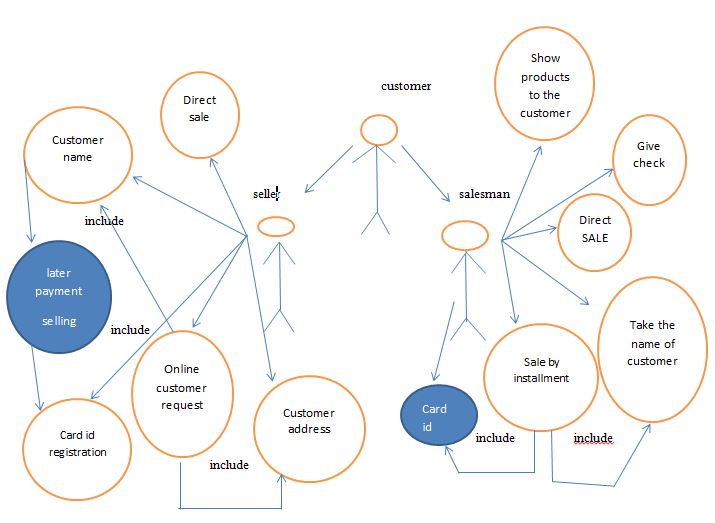 Show
products
to the
customer
customer
Direct
sale
Customer
name
Give
check
seller
salesman
include
Direct
SALE
later
payment
selling
include
Take the
name of
customer
Online
customer
request
Sale by
installment
Customer
address
Card
id
Card id
registration
include
include
include